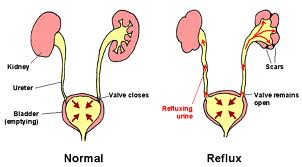 Kidney
Ureter
Bladder
(emptying)
Valve closes
Normal
Scars
Refluxing
urine
Valve remains
open
Reflux